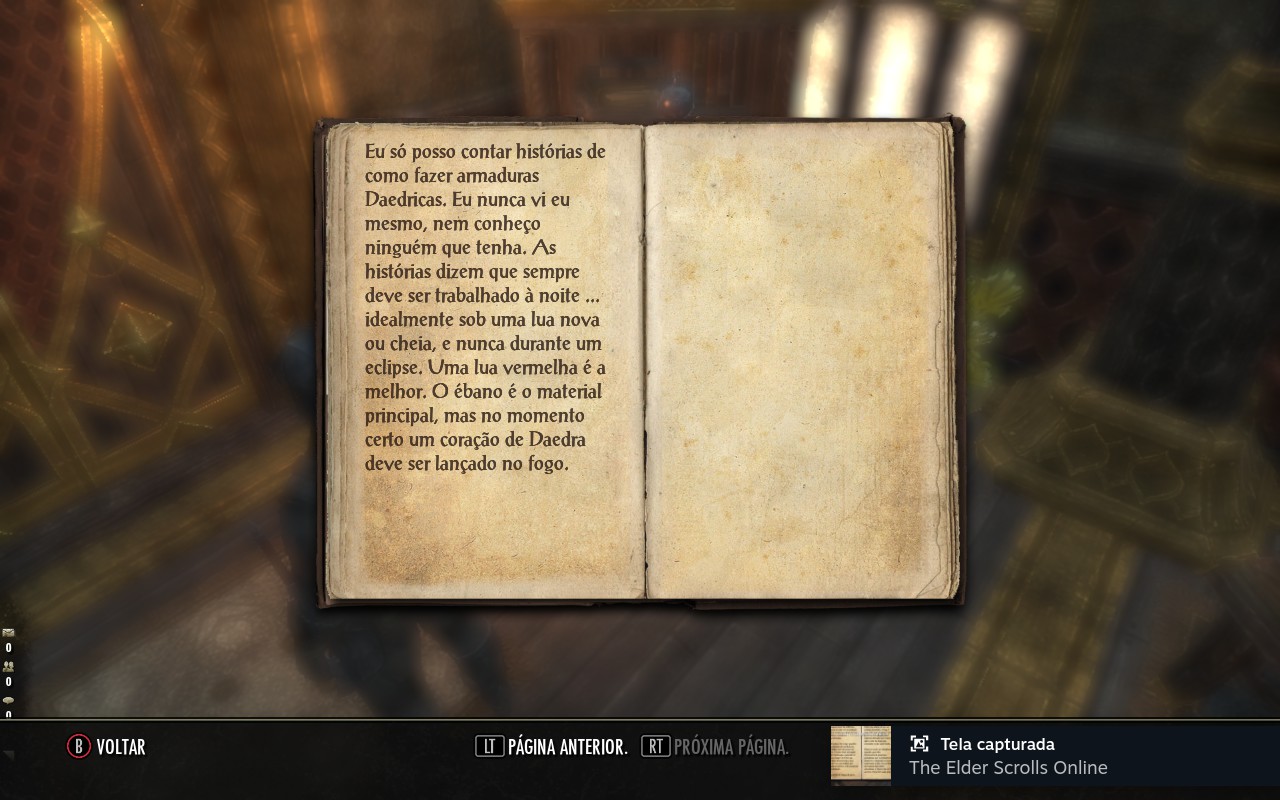 Eu só posso contar histórias de
como fazer armaduras
Daedricas. Eu nunca vi eu
mesmo, nem conheço
ninguém que tenha. As
histórias dizem que sempre
deve ser trabalhado à noite ...
idealmente sob uma lua nova
ou cheia, e nunca durante um
eclipse. Uma lua vermelha é a
melhor. O ébano é o material
principal, mas no momento
certo um coração de Daedra
deve ser lançado no fogo.
0
0
0
B VOLTAR
LT PÁGINA ANTERIOR.
RT PRÓXIMA PÁGINA.
Tela capturada
The Elder Scrolls Online